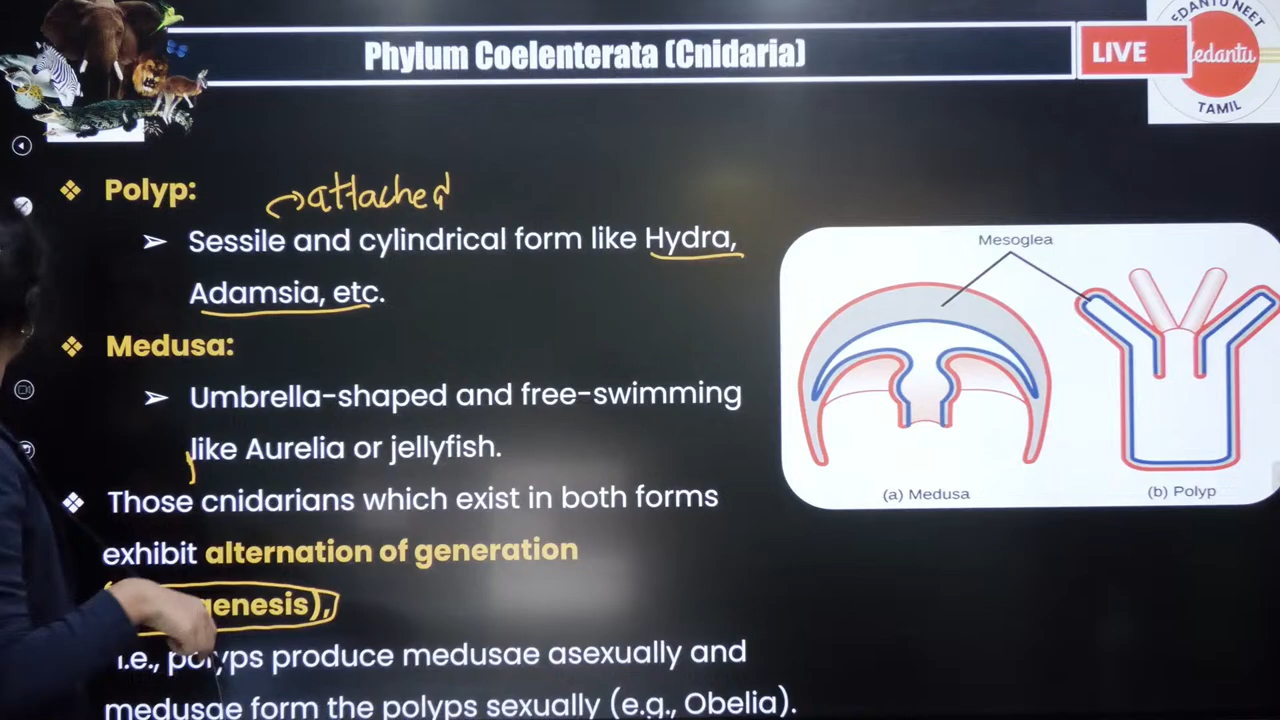 Phylum Coelenterata (Cnidaria)
LIVE
VEDANTU NEET
Vedantu
TAMIL
Polyp:
attached
Sessile and cylindrical form like Hydra,
Adamsia, etc.
Medusa:
Umbrella-shaped and free-swimming
like Aurelia or jellyfish.
Those cnidarians which exist in both forms
exhibit alternation of generation
genesis),
i.e., polyps produce medusae asexually and
medusae form the polyps sexually (e.g., Obelia).
Mesoglea
(a) Medusa
(b) Polyp